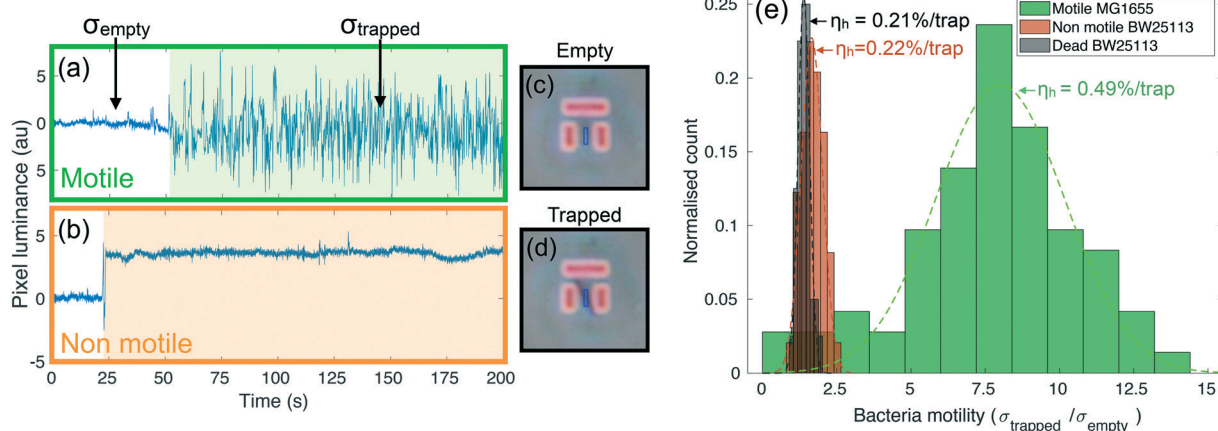 σempty
σtrapped
(a)
5
0
5
Motile
Pixel luminance (au)
(b)
5
0
-5
Non motile
0 25 50 75 100 125 150 175 200
Time (s)
Empty
(c)
Trapped
(d)
(e)
0.25
0.2
0.15
0.1
0.05
0
Normalised count
Motile MG1655
Non motile BW25113
Dead BW25113
ηh = 0.21%/trap
ηh=0.22%/trap
ηh = 0.49%/trap
0 2.5 5 7.5 10 12.5 15
Bacteria motility (σtrapped/σempty)